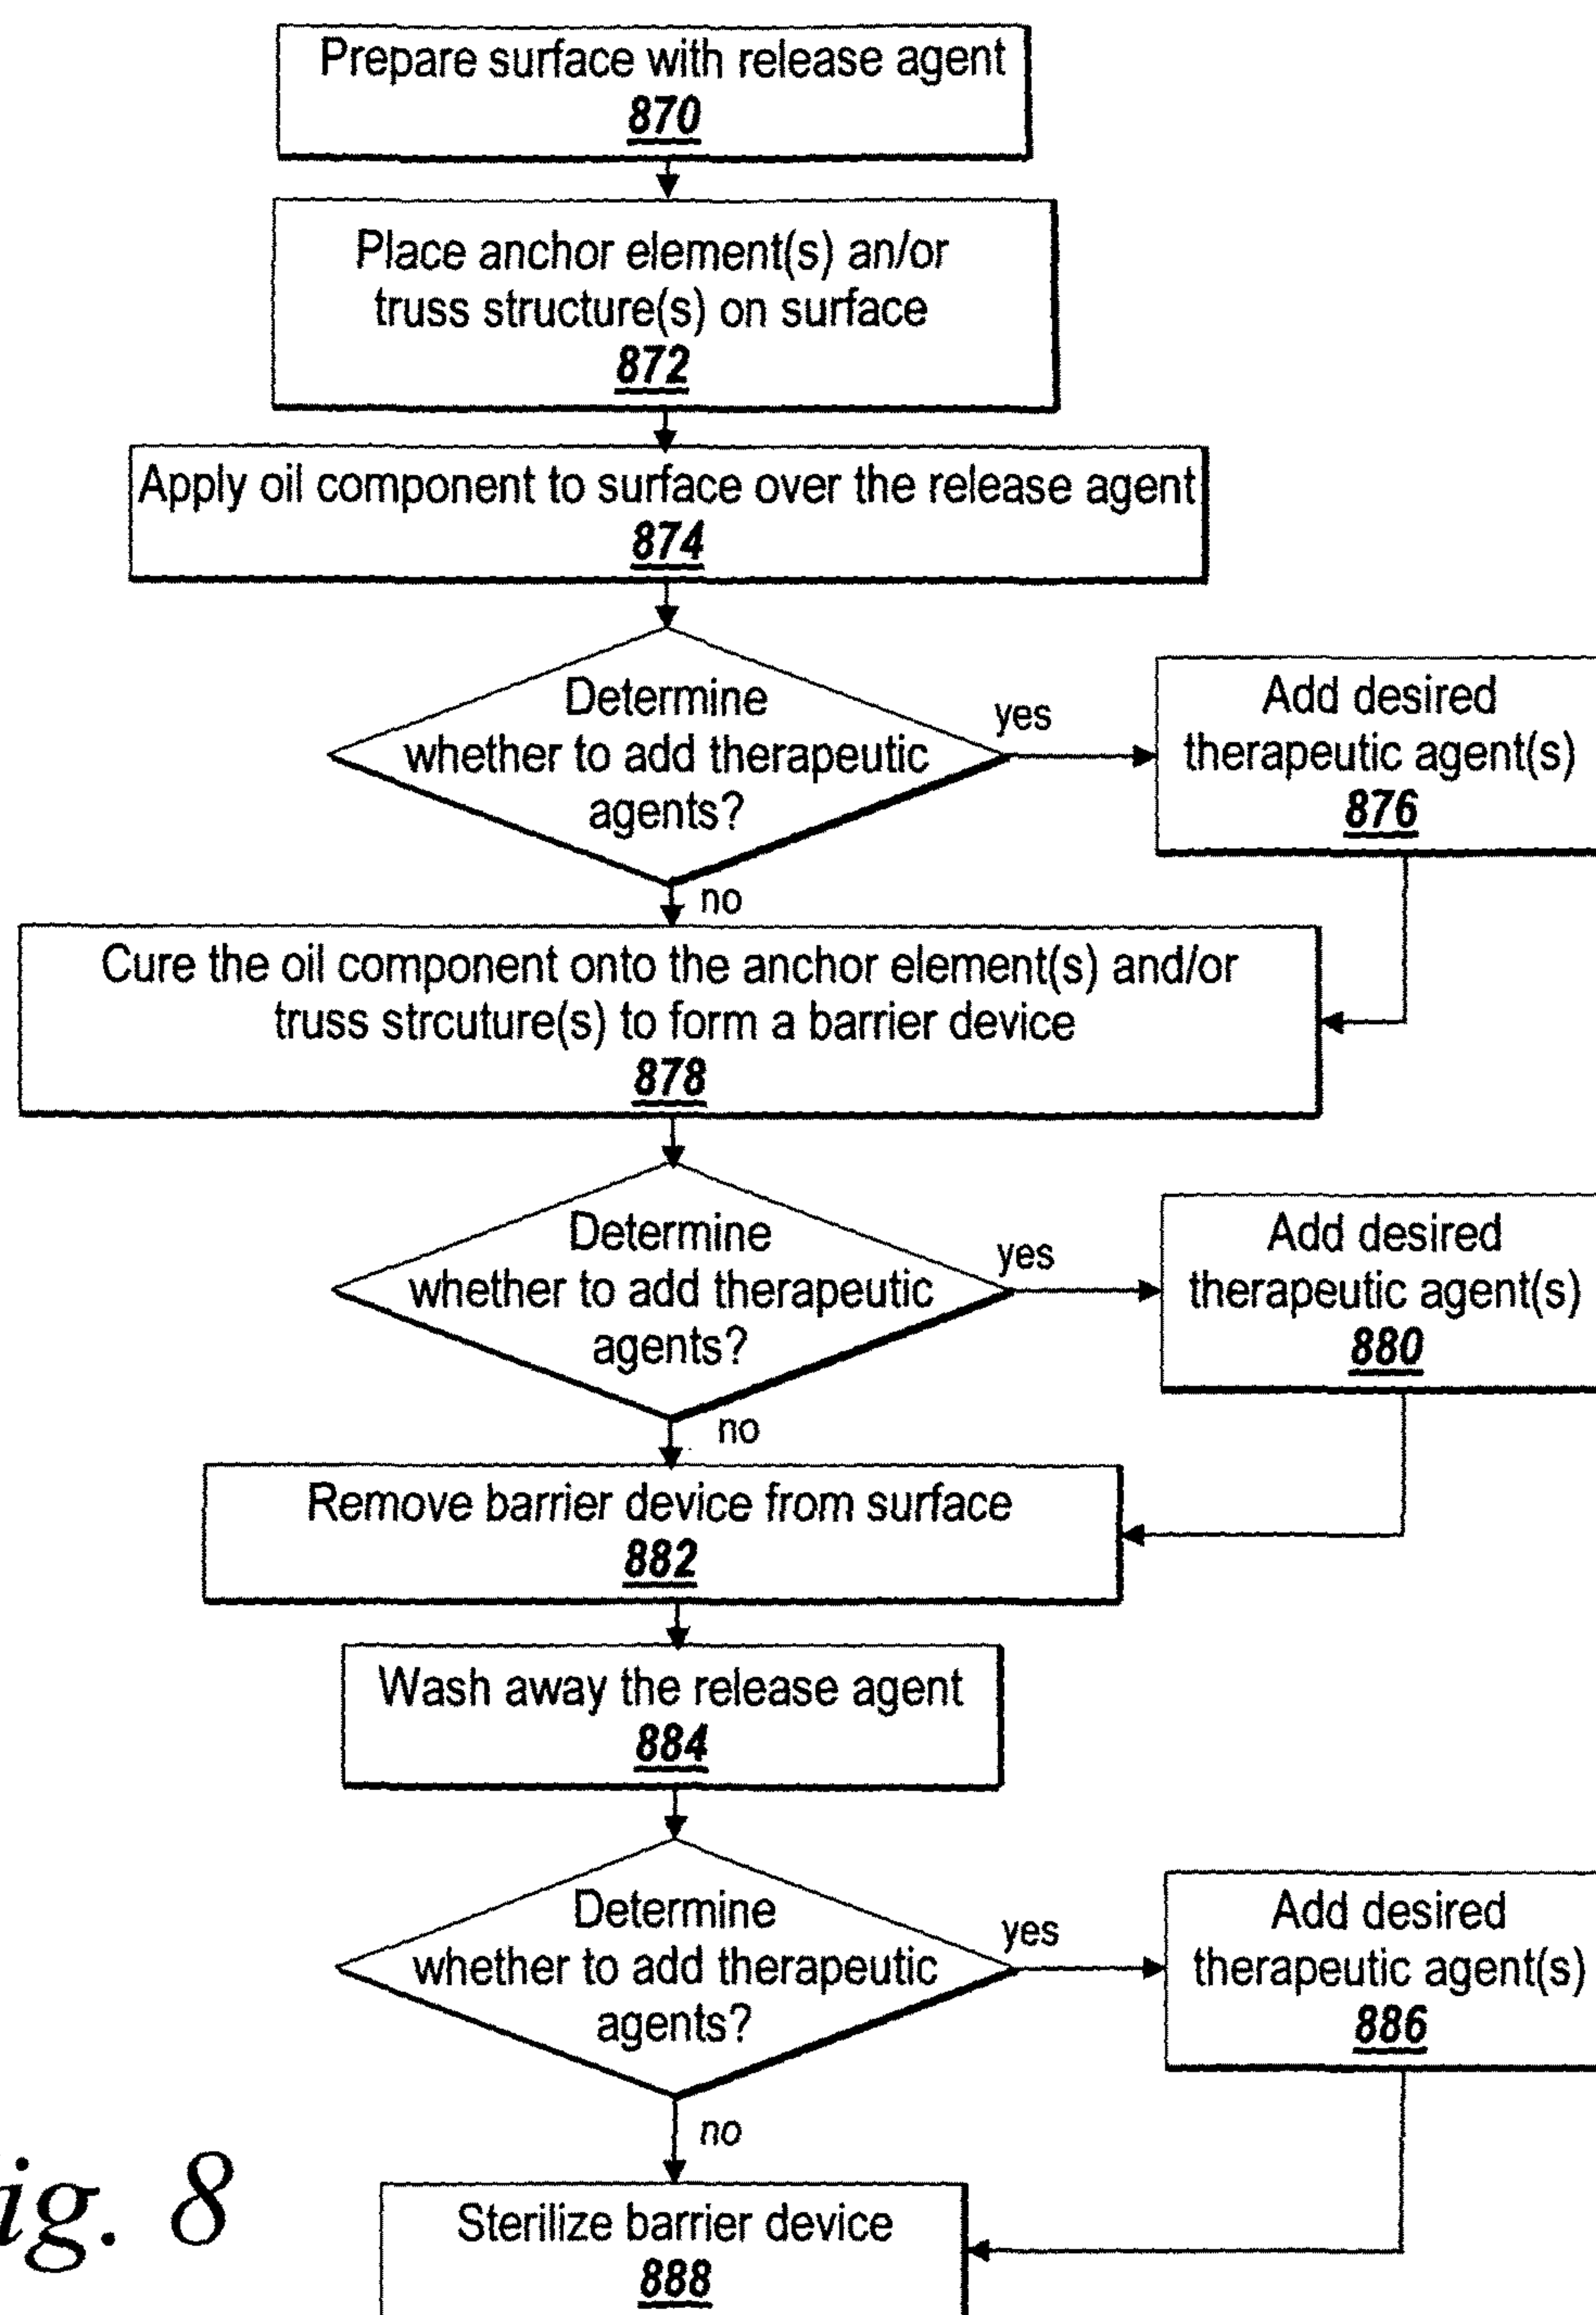 Prepare surface with release agent
870
Place anchor element(s) an/or
truss structure(s) on surface
872
Apply oil component to surface over the release agent
874
Determine
whether to add therapeutic
agents?
yes
Add desired
therapeutic agent(s)
876
no
Cure the oil component onto the anchor element(s) and/or
truss strcuture(s) to form a barrier device
878
Determine
whether to add therapeutic
agents?
yes
Add desired
therapeutic agent(s)
880
no
Remove barrier device from surface
882
Wash away the release agent
884
Determine
whether to add therapeutic
agents?
yes
Add desired
therapeutic agent(s)
886
no
Sterilize barrier device
888
ig. 8